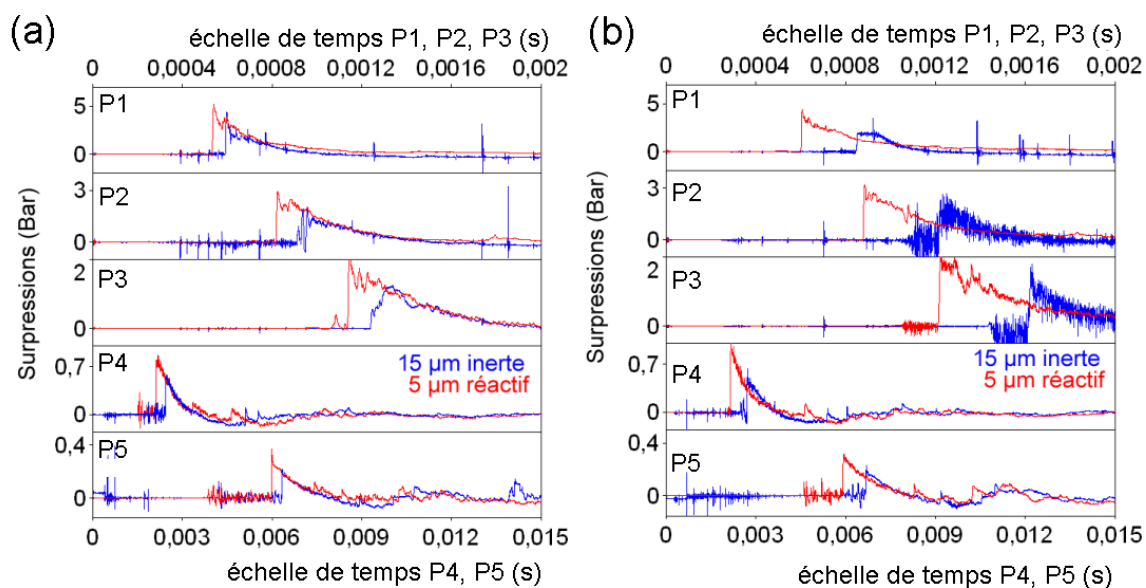 (a)
échelle de temps P1, P2, P3 (s)
0 0,0004 0,0008 0,0012 0,0016 0,002
Surpressions (Bar)
P1
5
0
P2
3
0
P3
2
0
P4
0,7
0
15 µm inerte
5 µm réactif
P5
0,4
0
0 0,003 0,006 0,009 0,012 0,015
échelle de temps P4, P5 (s)
(b)
échelle de temps P1, P2, P3 (s)
0 0,0004 0,0008 0,0012 0,0016 0,002
Surpressions (Bar)
P1
5
0
P2
3
0
P3
2
0
P4
0,7
0
15 µm inerte
5 µm réactif
P5
0,4
0
0 0,003 0,006 0,009 0,012 0,015
échelle de temps P4, P5 (s)